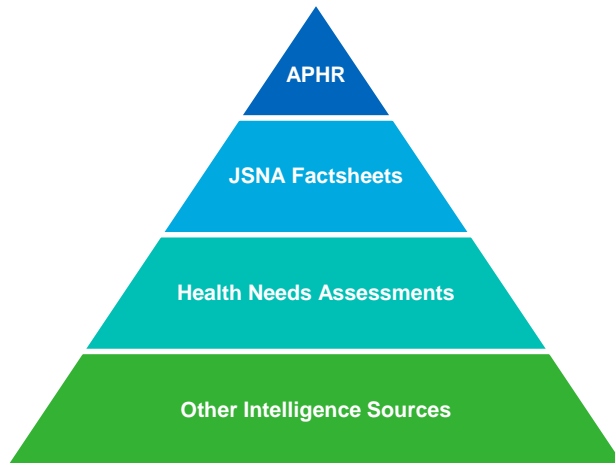 APHR
JSNA Factsheets
Health Needs Assessments
Other Intelligence Sources